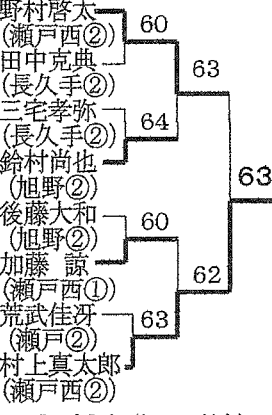 野村啓太
(瀬戸西②)
60
田中克典
(長久手②)
63
三宅孝弥
(長久手②)
64
鈴村尚也
(旭野②)
63
後藤大和
(旭野②)
60
加藤 諒
(瀬戸西①)
62
荒武佳冴
(瀬戸②)
63
村上真太郎
(瀬戸西②)